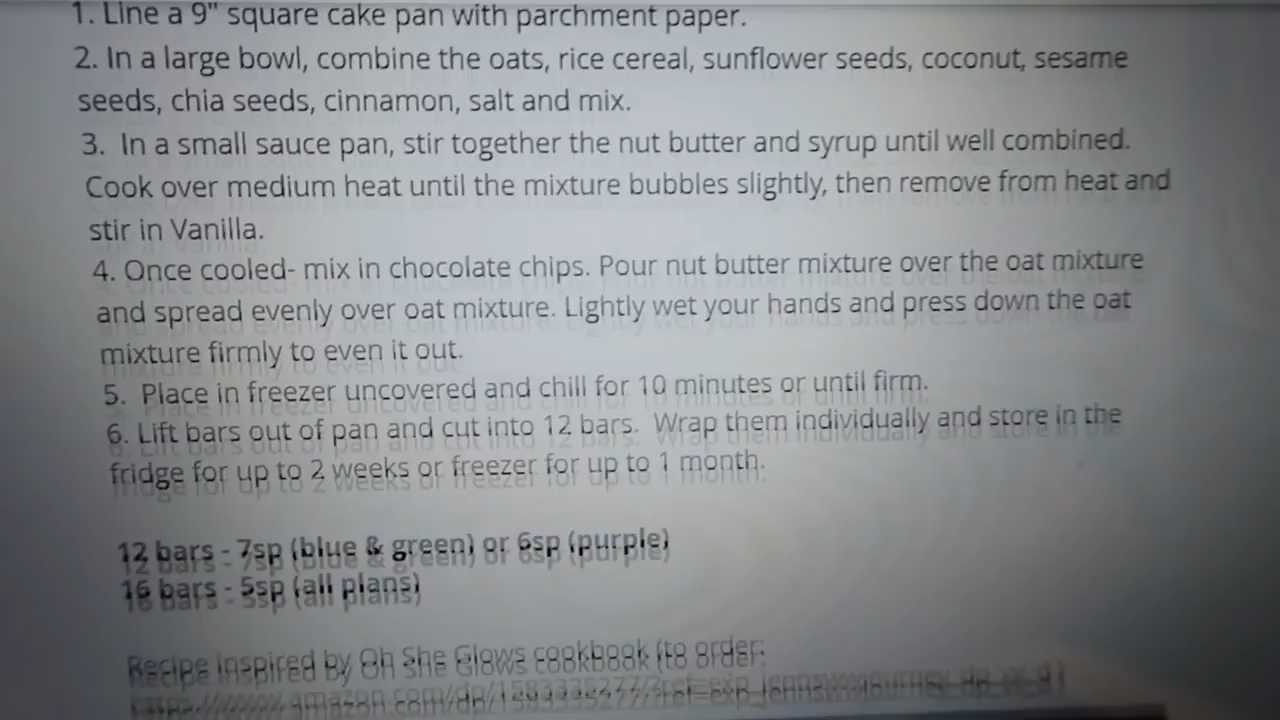 1. Line a 9" square cake pan with parchment paper.
2. In a large bowl, combine the oats, rice cereal, sunflower seeds, coconut, sesame
seeds, chia seeds, cinnamon, salt and mix.
3. In a small sauce pan, stir together the nut butter and syrup until well combined.
Cook over medium heat until the mixture bubbles slightly, then remove from heat and
stir in Vanilla.
4. Once cooled- mix in chocolate chips. Pour nut butter mixture over the oat mixture
and spread evenly over oat mixture. Lightly wet your hands and press down the oat
mixture firmly to even it out.
5. Place in freezer uncovered and chill for 10 minutes or until firm.
6. Lift bars out of pan and cut into 12 bars. Wrap them individually and store in the
fridge for up to 2 weeks or freezer for up to 1 month.
12 bars - 7sp (blue & green) or 6sp (purple)
16 bars - 5sp (all plans)
Recipe inspired by Oh She Glows cookbook (to order: